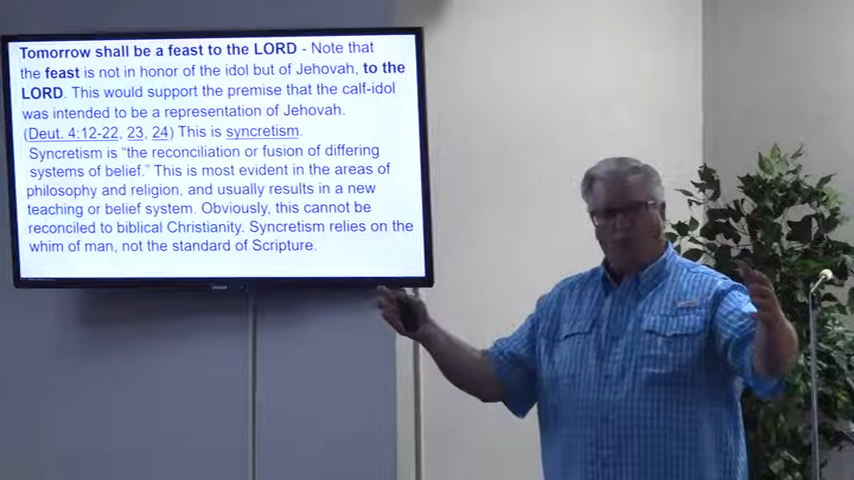 Tomorrow shall be a feast to the LORD - Note that
the feast is not in honor of the idol but of Jehovah, to the
LORD. This would support the premise that the calf-idol
was intended to be a representation of Jehovah.
(Deut. 4:12-22, 23, 24) This is syncretism.
Syncretism is “the reconciliation or fusion of differing
systems of belief.” This is most evident in the areas of
philosophy and religion, and usually results in a new
teaching or belief system. Obviously, this cannot be
reconciled to biblical Christianity. Syncretism relies on the
whim of man, not the standard of Scripture.